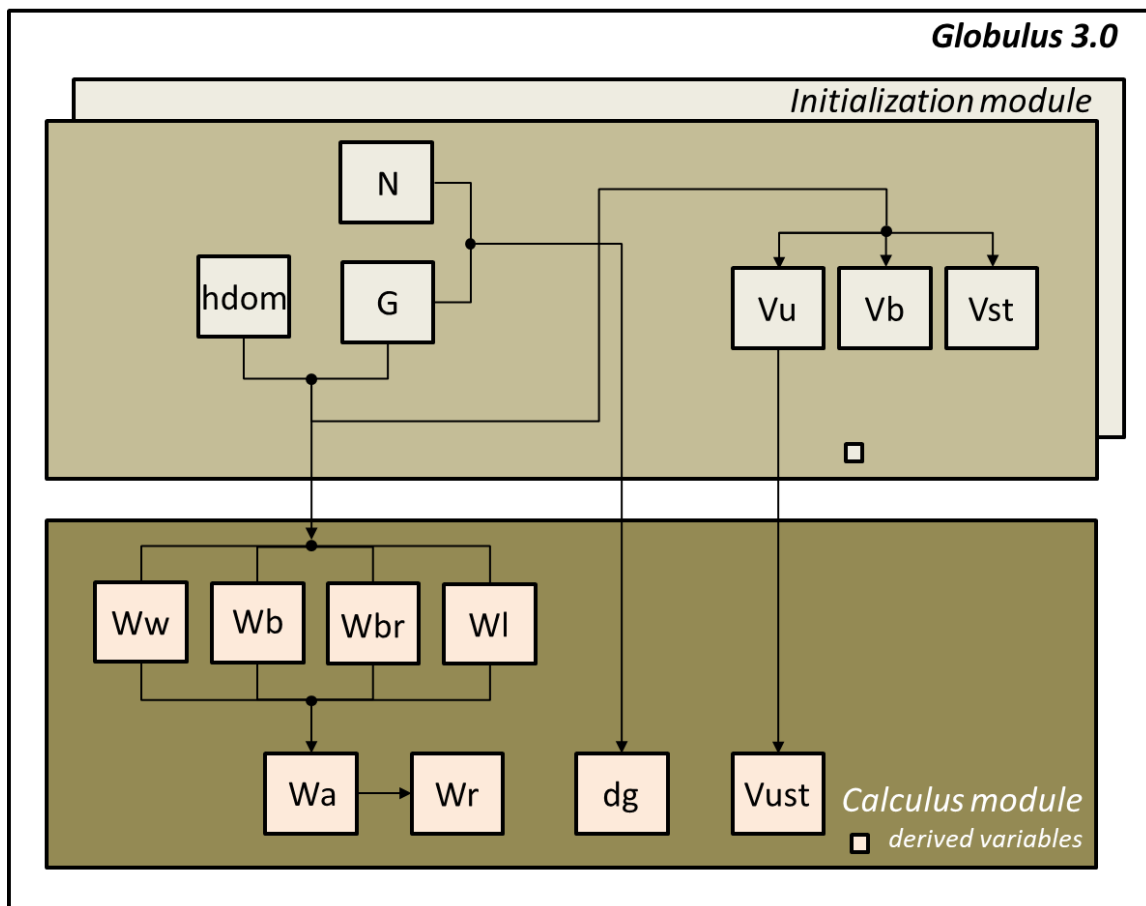 Globulus 3.0
Initialization module
N
hdom
G
Vu
Vb
Vst
Ww
Wb
Wbr
Wl
Wa
Wr
dg
Vust
Calculus module
derived variables